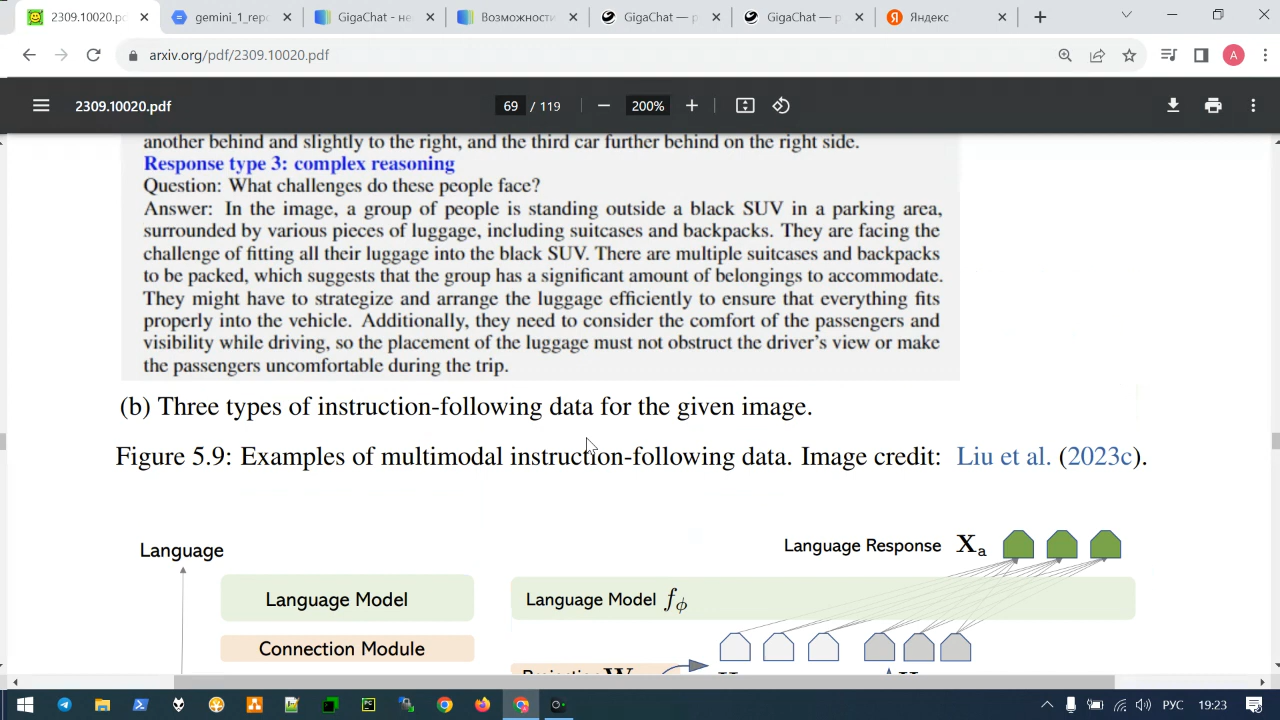 2309.10020.pdf
gemini_1_repo
GigaChat - не
Возможности
GigaChat — р
GigaChat — р
Яндекс
arxiv.org/pdf/2309.10020.pdf
A
2309.10020.pdf
69 / 119
200%
another behind and slightly to the right, and the third car further behind on the right side.
Response type 3: complex reasoning
Question: What challenges do these people face?
Answer: In the image, a group of people is standing outside a black SUV in a parking area,
surrounded by various pieces of luggage, including suitcases and backpacks. They are facing the
challenge of fitting all their luggage into the black SUV. There are multiple suitcases and backpacks
to be packed, which suggests that the group has a significant amount of belongings to accommodate.
They might have to strategize and arrange the luggage efficiently to ensure that everything fits
properly into the vehicle. Additionally, they need to consider the comfort of the passengers and
visibility while driving, so the placement of the luggage must not obstruct the driver's view or make
the passengers uncomfortable during the trip.
(b) Three types of instruction-following data for the given image.
Figure 5.9: Examples of multimodal instruction-following data. Image credit: Liu et al. (2023c).
Language Response Xa
Language
Language Model
Language Model fϕ
Connection Module
РУС
19:23